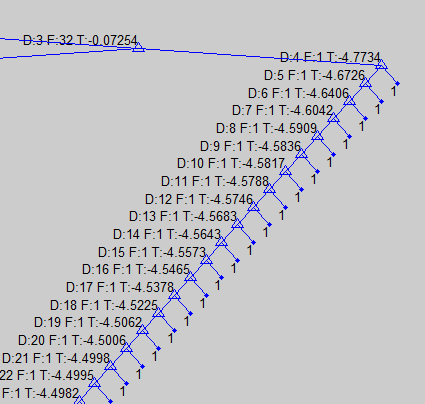 D:3 F:32 T:-0.07254
D:4 F:1 T:-4.7734
D:5 F:1 T:-4.6726
1
D:6 F:1 T:-4.6406
1
D:7 F:1 T:-4.6042
1
D:8 F:1 T:-4.5909
1
D:9 F:1 T:-4.5836
1
D:10 F:1 T:-4.5817
1
D:11 F:1 T:-4.5788
1
D:12 F:1 T:-4.5746
1
D:13 F:1 T:-4.5683
1
D:14 F:1 T:-4.5643
1
D:15 F:1 T:-4.5573
1
D:16 F:1 T:-4.5465
1
D:17 F:1 T:-4.5378
1
D:18 F:1 T:-4.5225
1
D:19 F:1 T:-4.5062
1
D:20 F:1 T:-4.5006
1
D:21 F:1 T:-4.4998
1
22 F:1 T:-4.4995
1
F:1 T:-4.4982
1